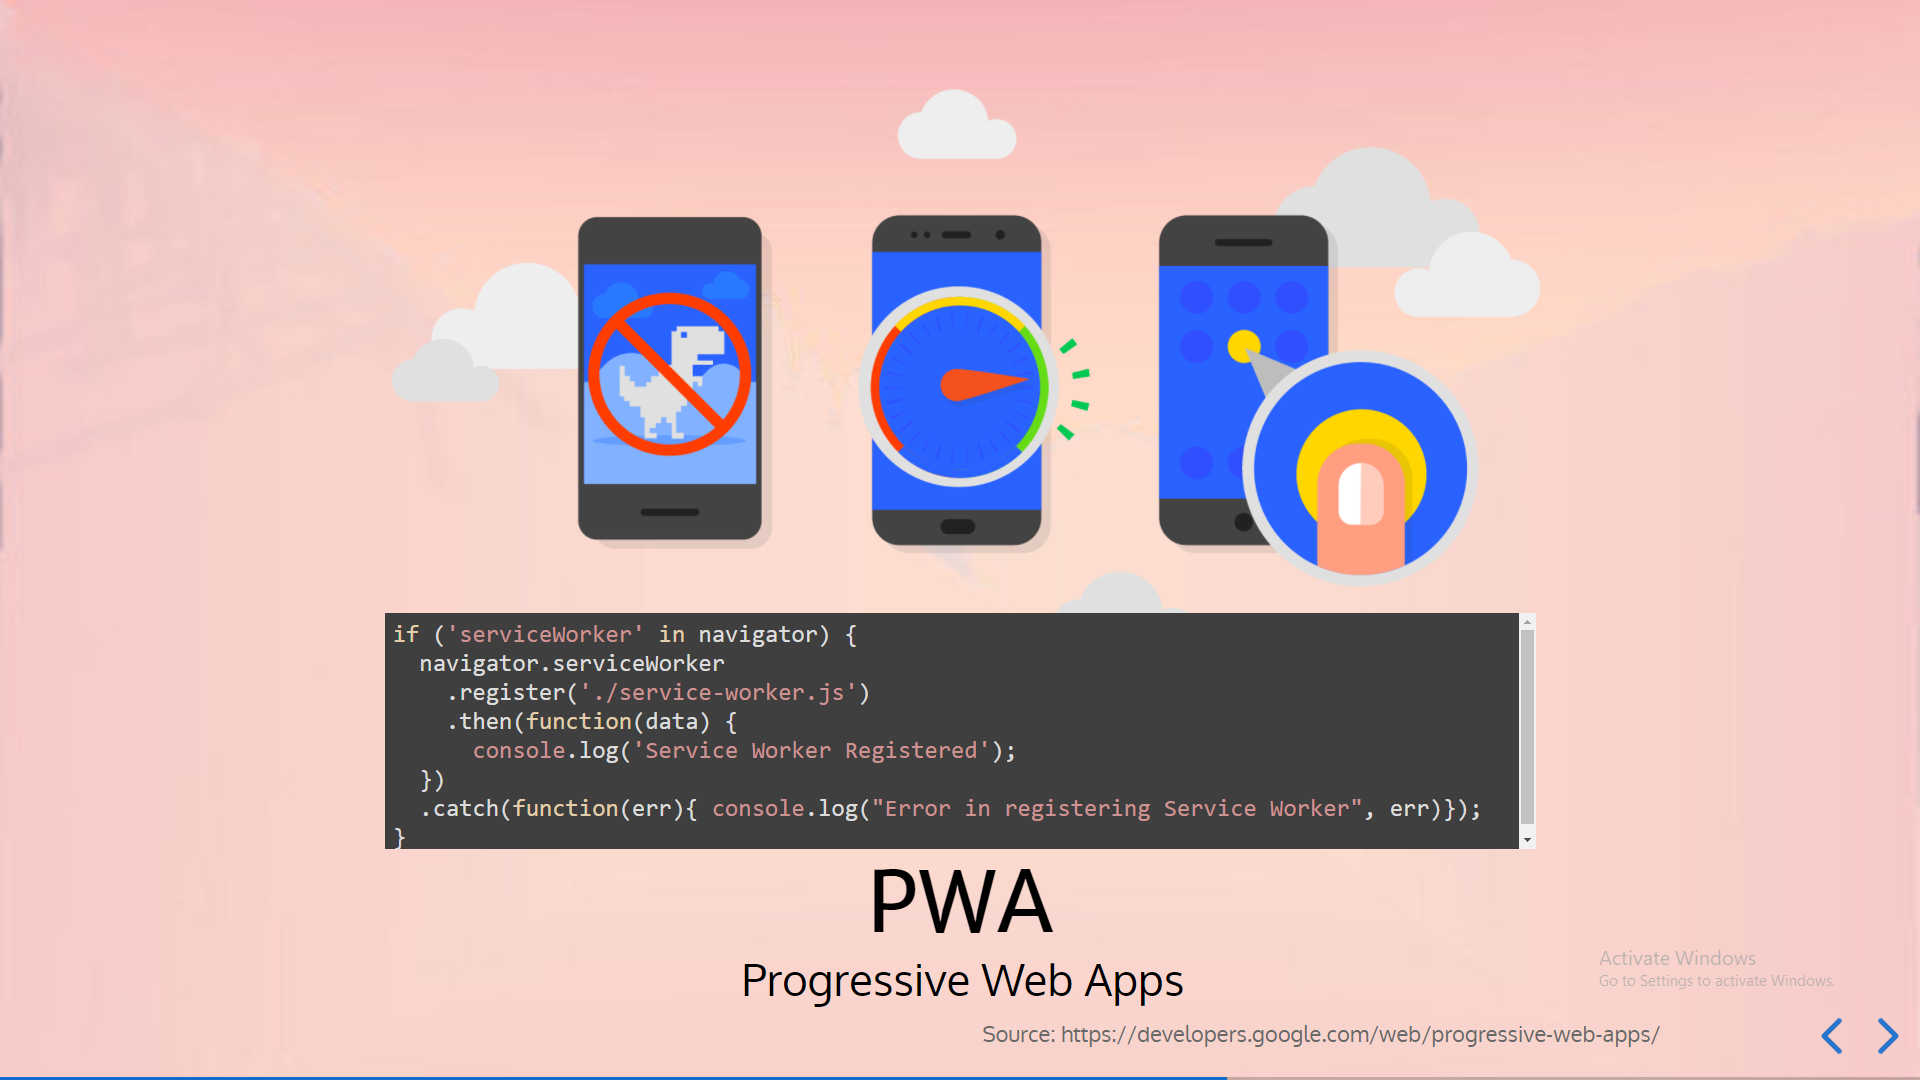 if ('serviceWorker' in navigator) {
  navigator.serviceWorker
    .register('./service-worker.js')
    .then(function(data) {
      console.log('Service Worker Registered');
  })
  .catch(function(err){ console.log("Error in registering Service Worker", err)});
}
PWA
Progressive Web Apps
Activate Windows
Go to Settings to activate Windows.
Source: https://developers.google.com/web/progressive-web-apps/